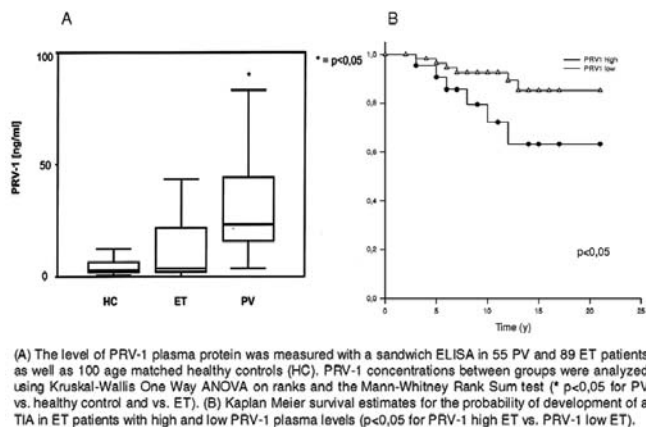 A
B
* = p<0,05
100
50
0
PRV-1 [ng/ml]
*
HC
ET
PV
1,0
0,8
0,6
0,4
0,2
0,0
PRV1 high
PRV1 low
p<0,05
0
5
10
15
20
25
Time (y)
(A) The level of PRV-1 plasma protein was measured with a sandwich ELISA in 55 PV and 89 ET patients
as well as 100 age matched healthy controls (HC). PRV-1 concentrations between groups were analyzed
using Kruskal-Wallis One Way ANOVA on ranks and the Mann-Whitney Rank Sum test (* p<0,05 for PV
vs. healthy control and vs. ET). (B) Kaplan Meier survival estimates for the probability of development of a
TIA in ET patients with high and low PRV-1 plasma levels (p<0,05 for PRV-1 high ET vs. PRV-1 low ET).